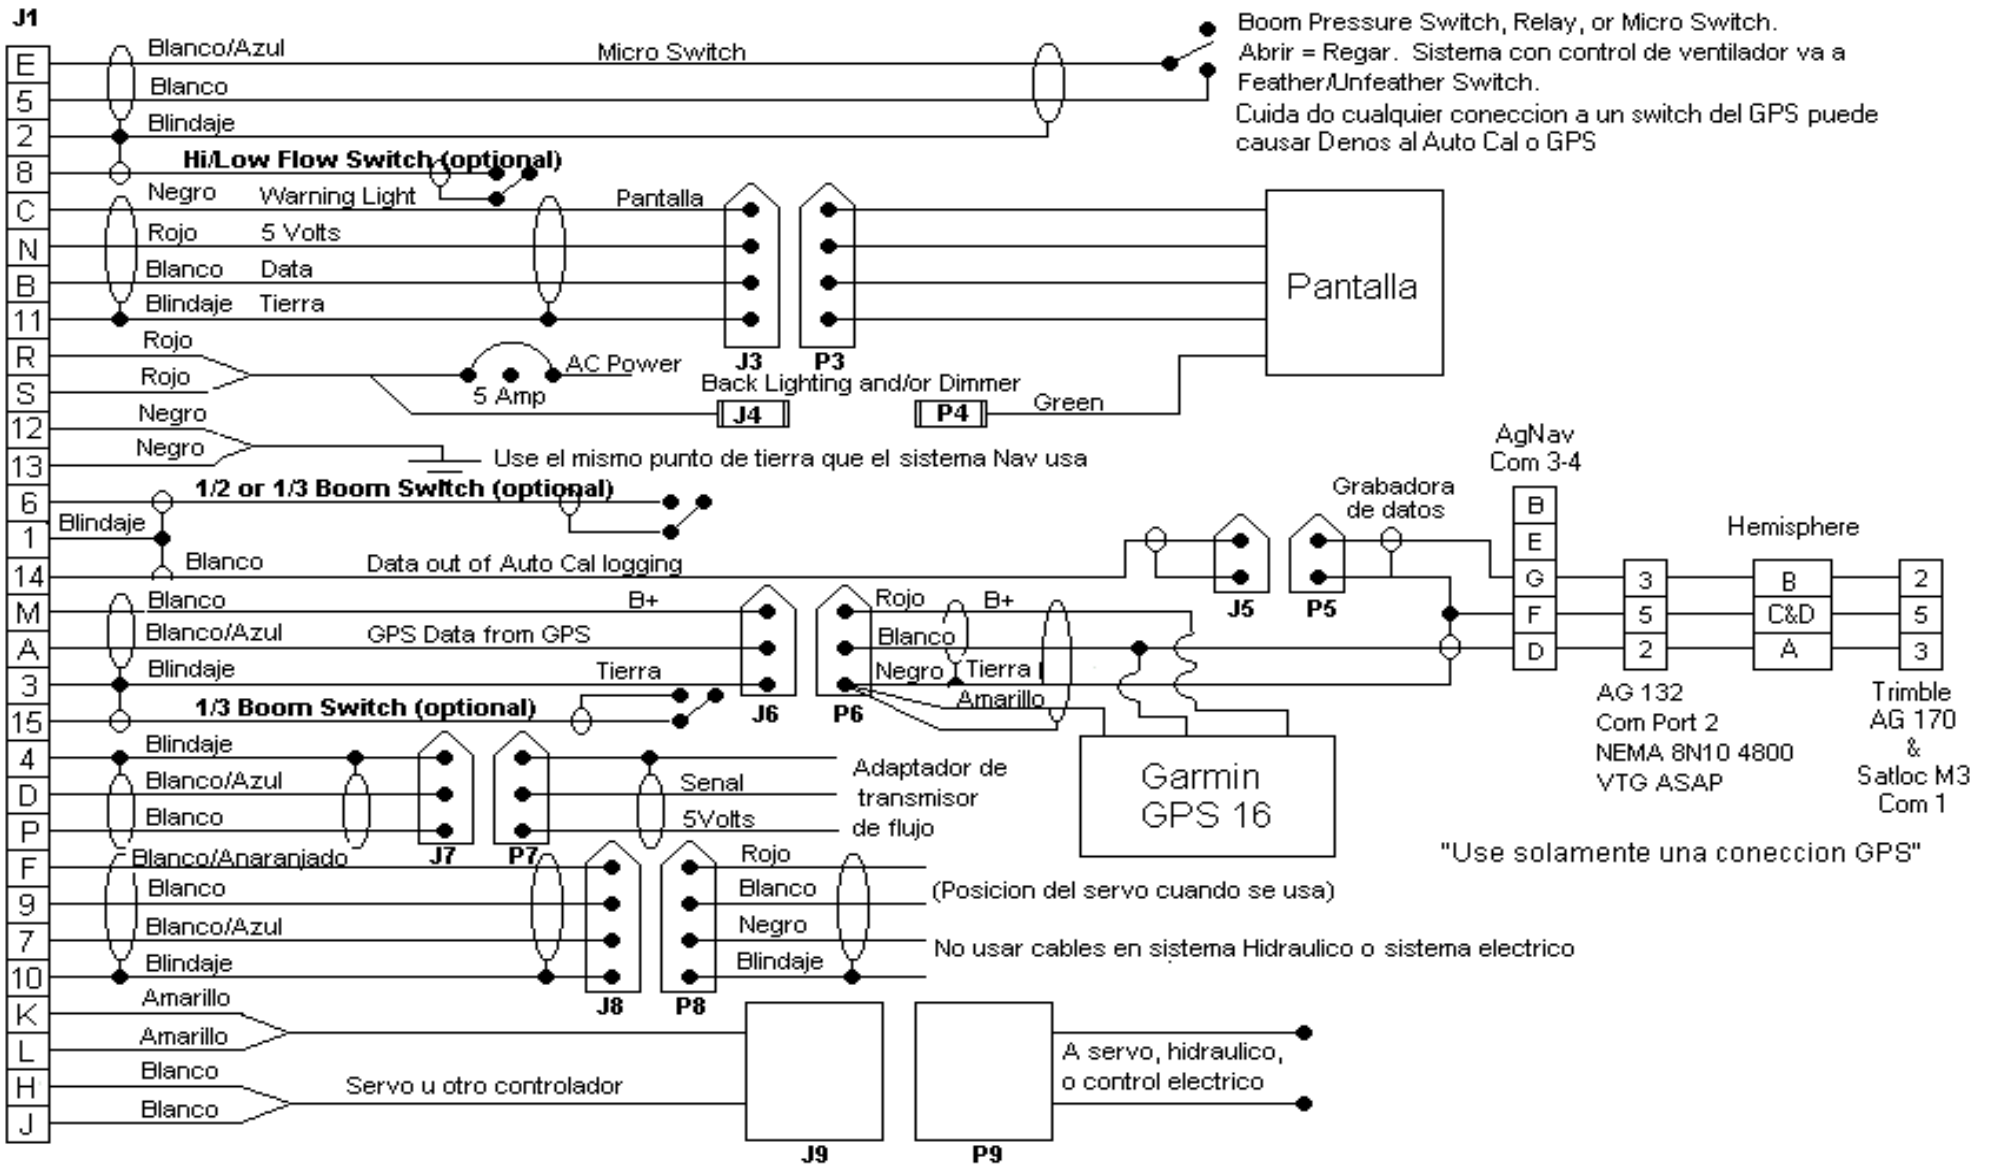 J1
E
5
2
8
C
N
B
11
R
S
12
13
6
1
14
M
A
3
15
4
D
P
F
9
7
10
K
L
H
J
Blanco/Azul
Micro Switch
Blanco
Blindaje
Boom Pressure Switch, Relay, or Micro Switch.
Abrir = Regar. Sistema con control de ventilador va a
Feather/Unfeather Switch.
Cuida do cualquier coneccion a un switch del GPS puede
causar Denos al Auto Cal o GPS
Hi/Low Flow Switch (optional)
Negro Warning Light
Pantalla
Rojo 5 Volts
Blanco Data
Blindaje Tierra
J3
P3
Pantalla
Rojo
Rojo
5 Amp
AC Power
Back Lighting and/or Dimmer
J4
P4
Green
Negro
Negro
Use el mismo punto de tierra que el sistema Nav usa
1/2 or 1/3 Boom Switch (optional)
Blindaje
Blanco
Data out of Auto Cal logging
J5
P5
Grabadora
de datos
AgNav
Com 3-4
B
E
G
F
D
3
5
2
Hemisphere
B
C&D
A
2
5
3
AG 132
Com Port 2
NEMA 8N10 4800
VTG ASAP
Trimble
AG 170
&
Satloc M3
Com 1
"Use solamente una coneccion GPS"
Blanco
B+
Blanco/Azul
GPS Data from GPS
Blindaje
Tierra
J6
P6
Rojo
B+
Blanco
Negro
Tierra
Amarillo
Garmin
GPS 16
1/3 Boom Switch (optional)
Blindaje
Blanco/Azul
Blanco
J7
P7
Senal
5Volts
Adaptador de
transmisor
de flujo
Blanco/Anaranjado
Blanco
Blanco/Azul
Blindaje
J8
P8
Rojo
Blanco
Negro
Blindaje
(Posicion del servo cuando se usa)
No usar cables en sistema Hidraulico o sistema electrico
Amarillo
Amarillo
Blanco
Blanco
Servo u otro controlador
J9
P9
A servo, hidraulico,
o control electrico